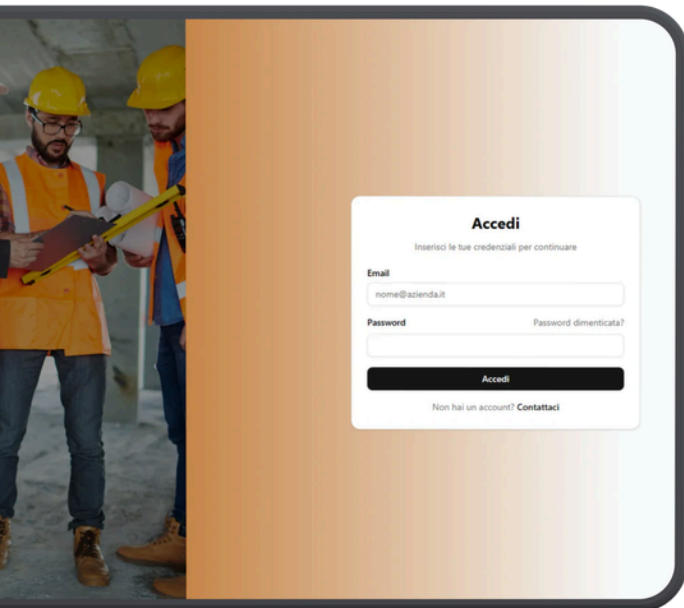 Accedi
Inserisci le tue credenziali per continuare
Email
nome@azienda.it
Password Password dimenticata?
Accedi
Non hai un account? Contattaci